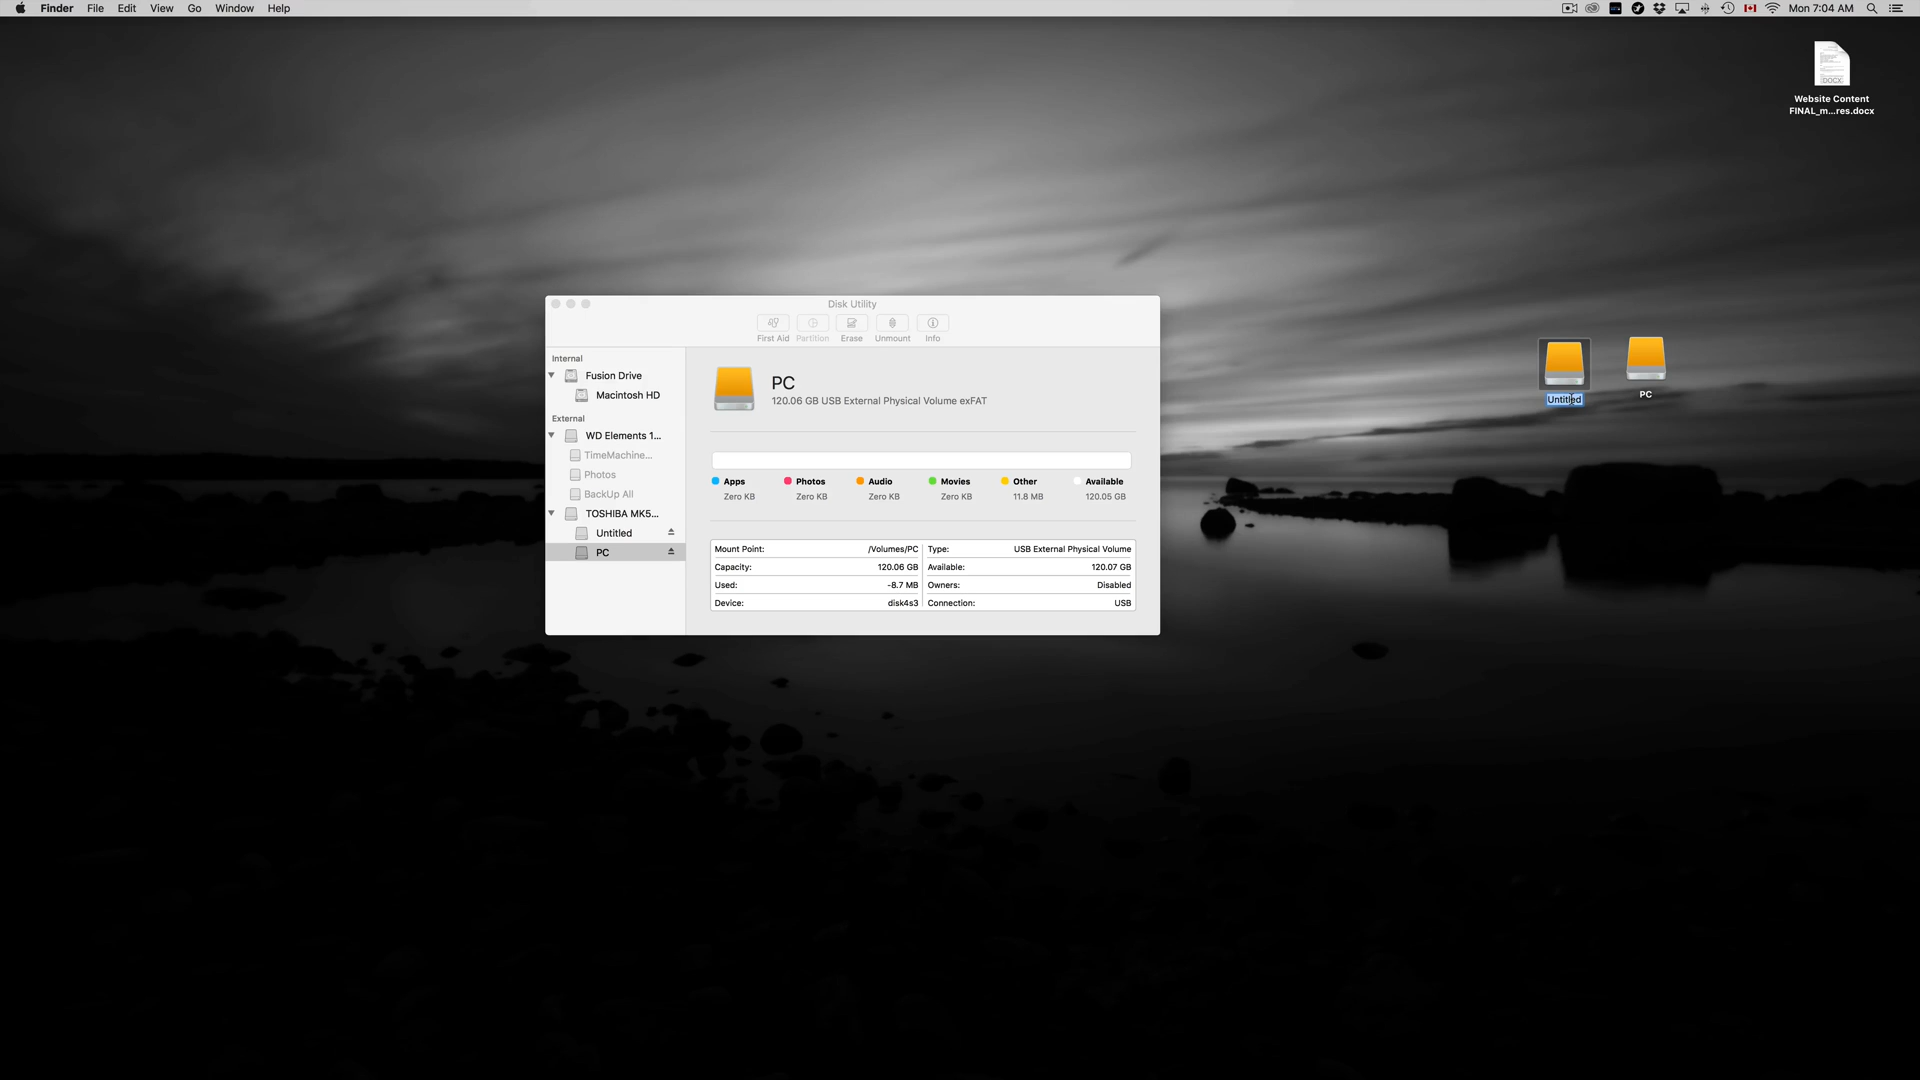 Finder File Edit View Go Window Help
Mon 7:04 AM
DOCX
Website Content
FINAL_m...res.docx
Disk Utility
First Aid Partition Erase Unmount Info
Internal
Fusion Drive
Macintosh HD
External
WD Elements 1...
TimeMachine...
Photos
BackUp All
TOSHIBA MK5...
Untitled
PC
PC
120.06 GB USB External Physical Volume exFAT
Apps Photos Audio Movies Other Available
Zero KB Zero KB Zero KB Zero KB 11.8 MB 120.05 GB
Mount Point: /Volumes/PC Type: USB External Physical Volume
Capacity: 120.06 GB Available: 120.07 GB
Used: -8.7 MB Owners: Disabled
Device: disk4s3 Connection: USB
Untitled
PC